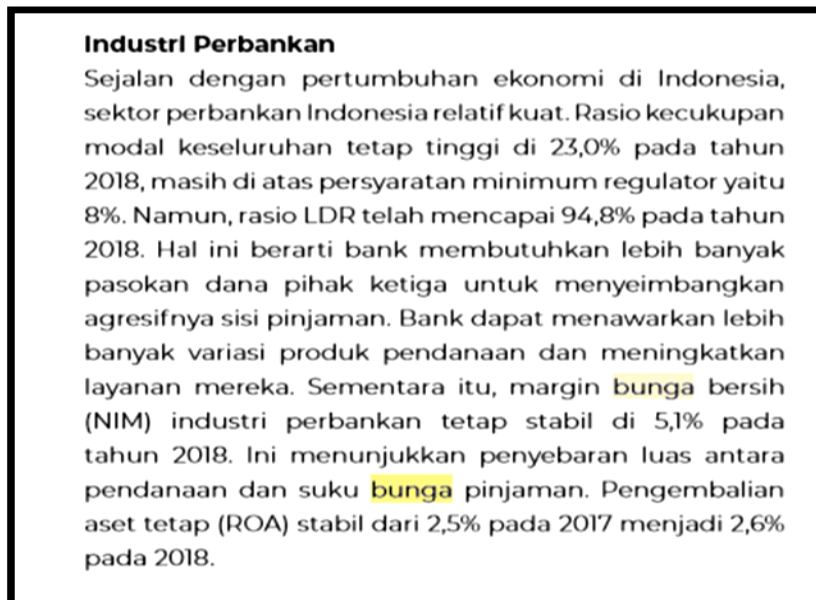 Industri Perbankan
Sejalan dengan pertumbuhan ekonomi di Indonesia,
sektor perbankan Indonesia relatif kuat. Rasio kecukupan
modal keseluruhan tetap tinggi di 23,0% pada tahun
2018, masih di atas persyaratan minimum regulator yaitu
8%. Namun, rasio LDR telah mencapai 94,8% pada tahun
2018. Hal ini berarti bank membutuhkan lebih banyak
pasokan dana pihak ketiga untuk menyeimbangkan
agresifnya sisi pinjaman. Bank dapat menawarkan lebih
banyak variasi produk pendanaan dan meningkatkan
layanan mereka. Sementara itu, margin bunga bersih
(NIM) industri perbankan tetap stabil di 5,1% pada
tahun 2018. Ini menunjukkan penyebaran luas antara
pendanaan dan suku bunga pinjaman. Pengembalian
aset tetap (ROA) stabil dari 2,5% pada 2017 menjadi 2,6%
pada 2018.